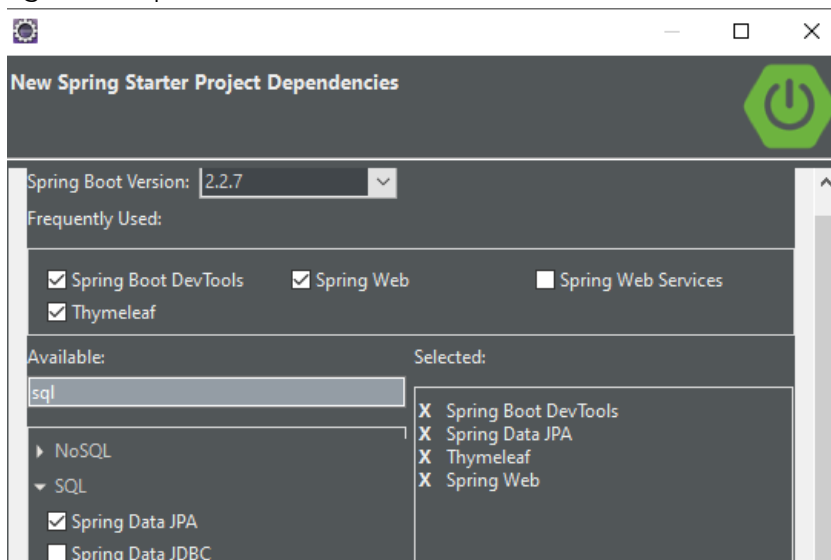 New Spring Starter Project Dependencies
Spring Boot Version: 2.2.7
Frequently Used:
Spring Boot DevTools Spring Web Spring Web Services
Thymeleaf
Available: Selected:
sql
X Spring Boot DevTools
X Spring Data JPA
X Thymeleaf
X Spring Web
NoSQL
SQL
Spring Data JPA
Spring Data JDBC